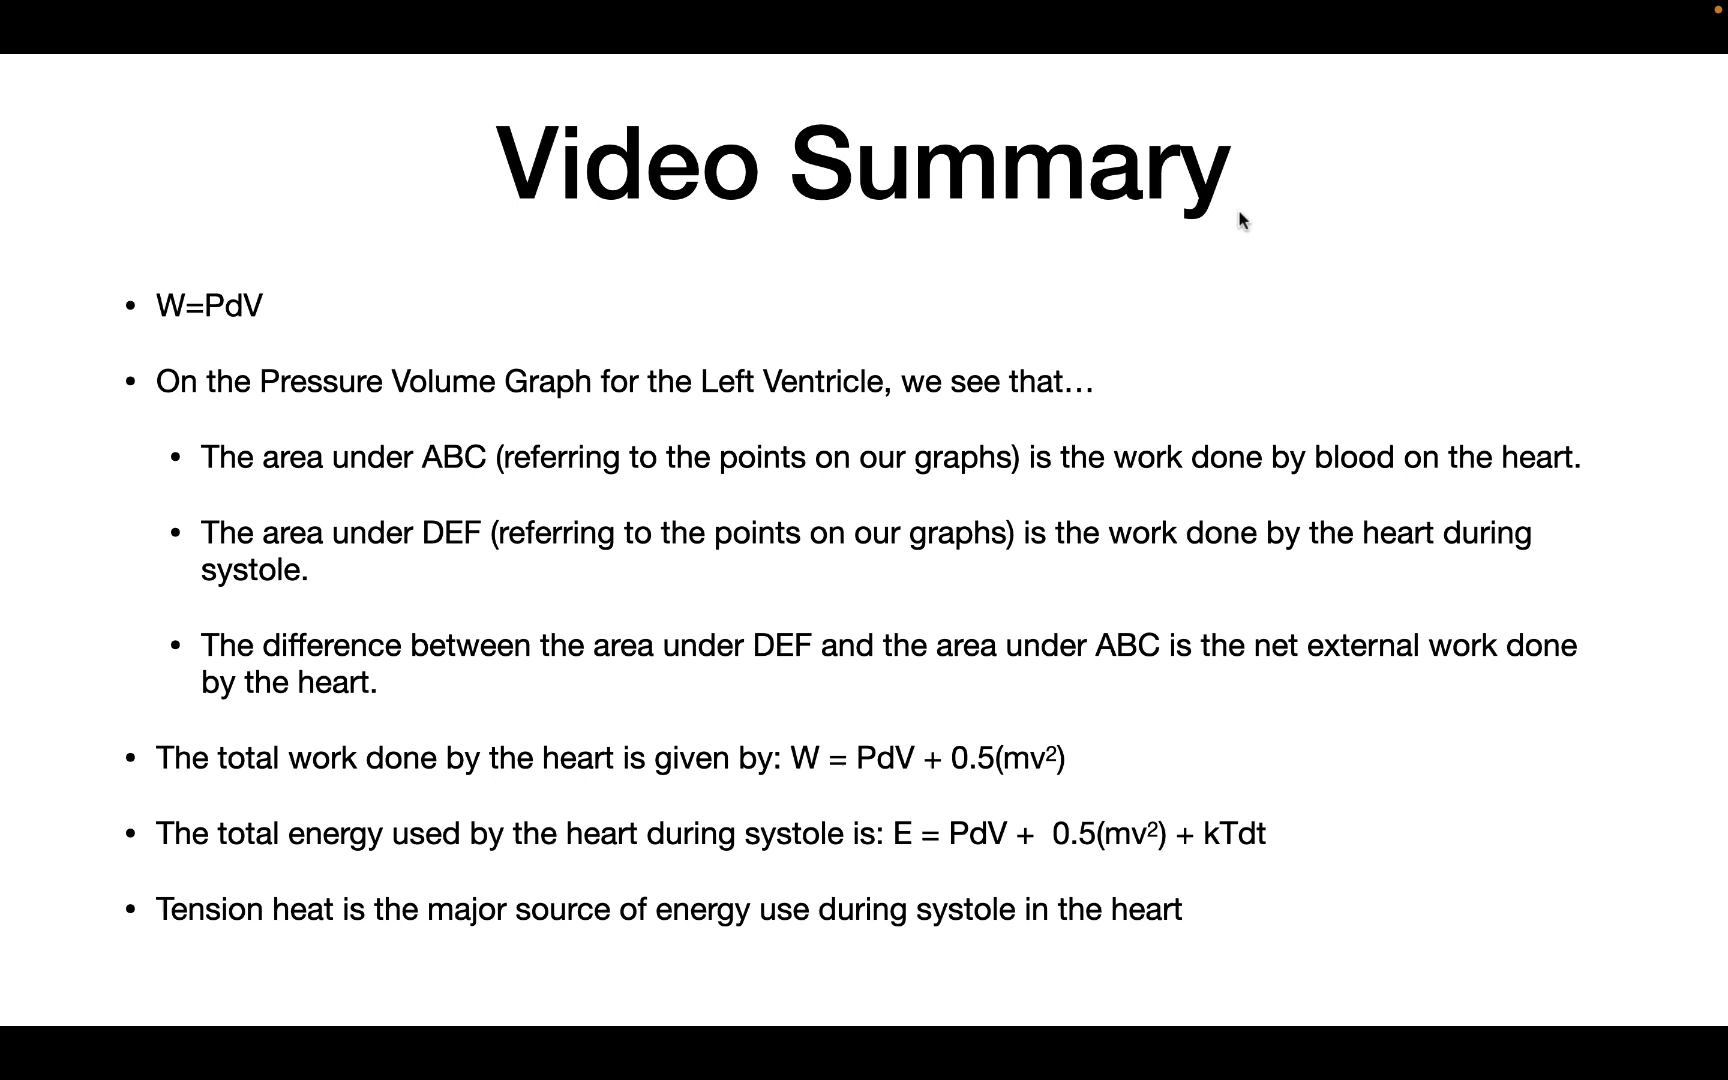 Video Summary
• W=PdV
• On the Pressure Volume Graph for the Left Ventricle, we see that…
• The area under ABC (referring to the points on our graphs) is the work done by blood on the heart.
• The area under DEF (referring to the points on our graphs) is the work done by the heart during
systole.
• The difference between the area under DEF and the area under ABC is the net external work done
by the heart.
• The total work done by the heart is given by: W = PdV + 0.5(mv²)
• The total energy used by the heart during systole is: E = PdV +  0.5(mv²) + kTdt
• Tension heat is the major source of energy use during systole in the heart